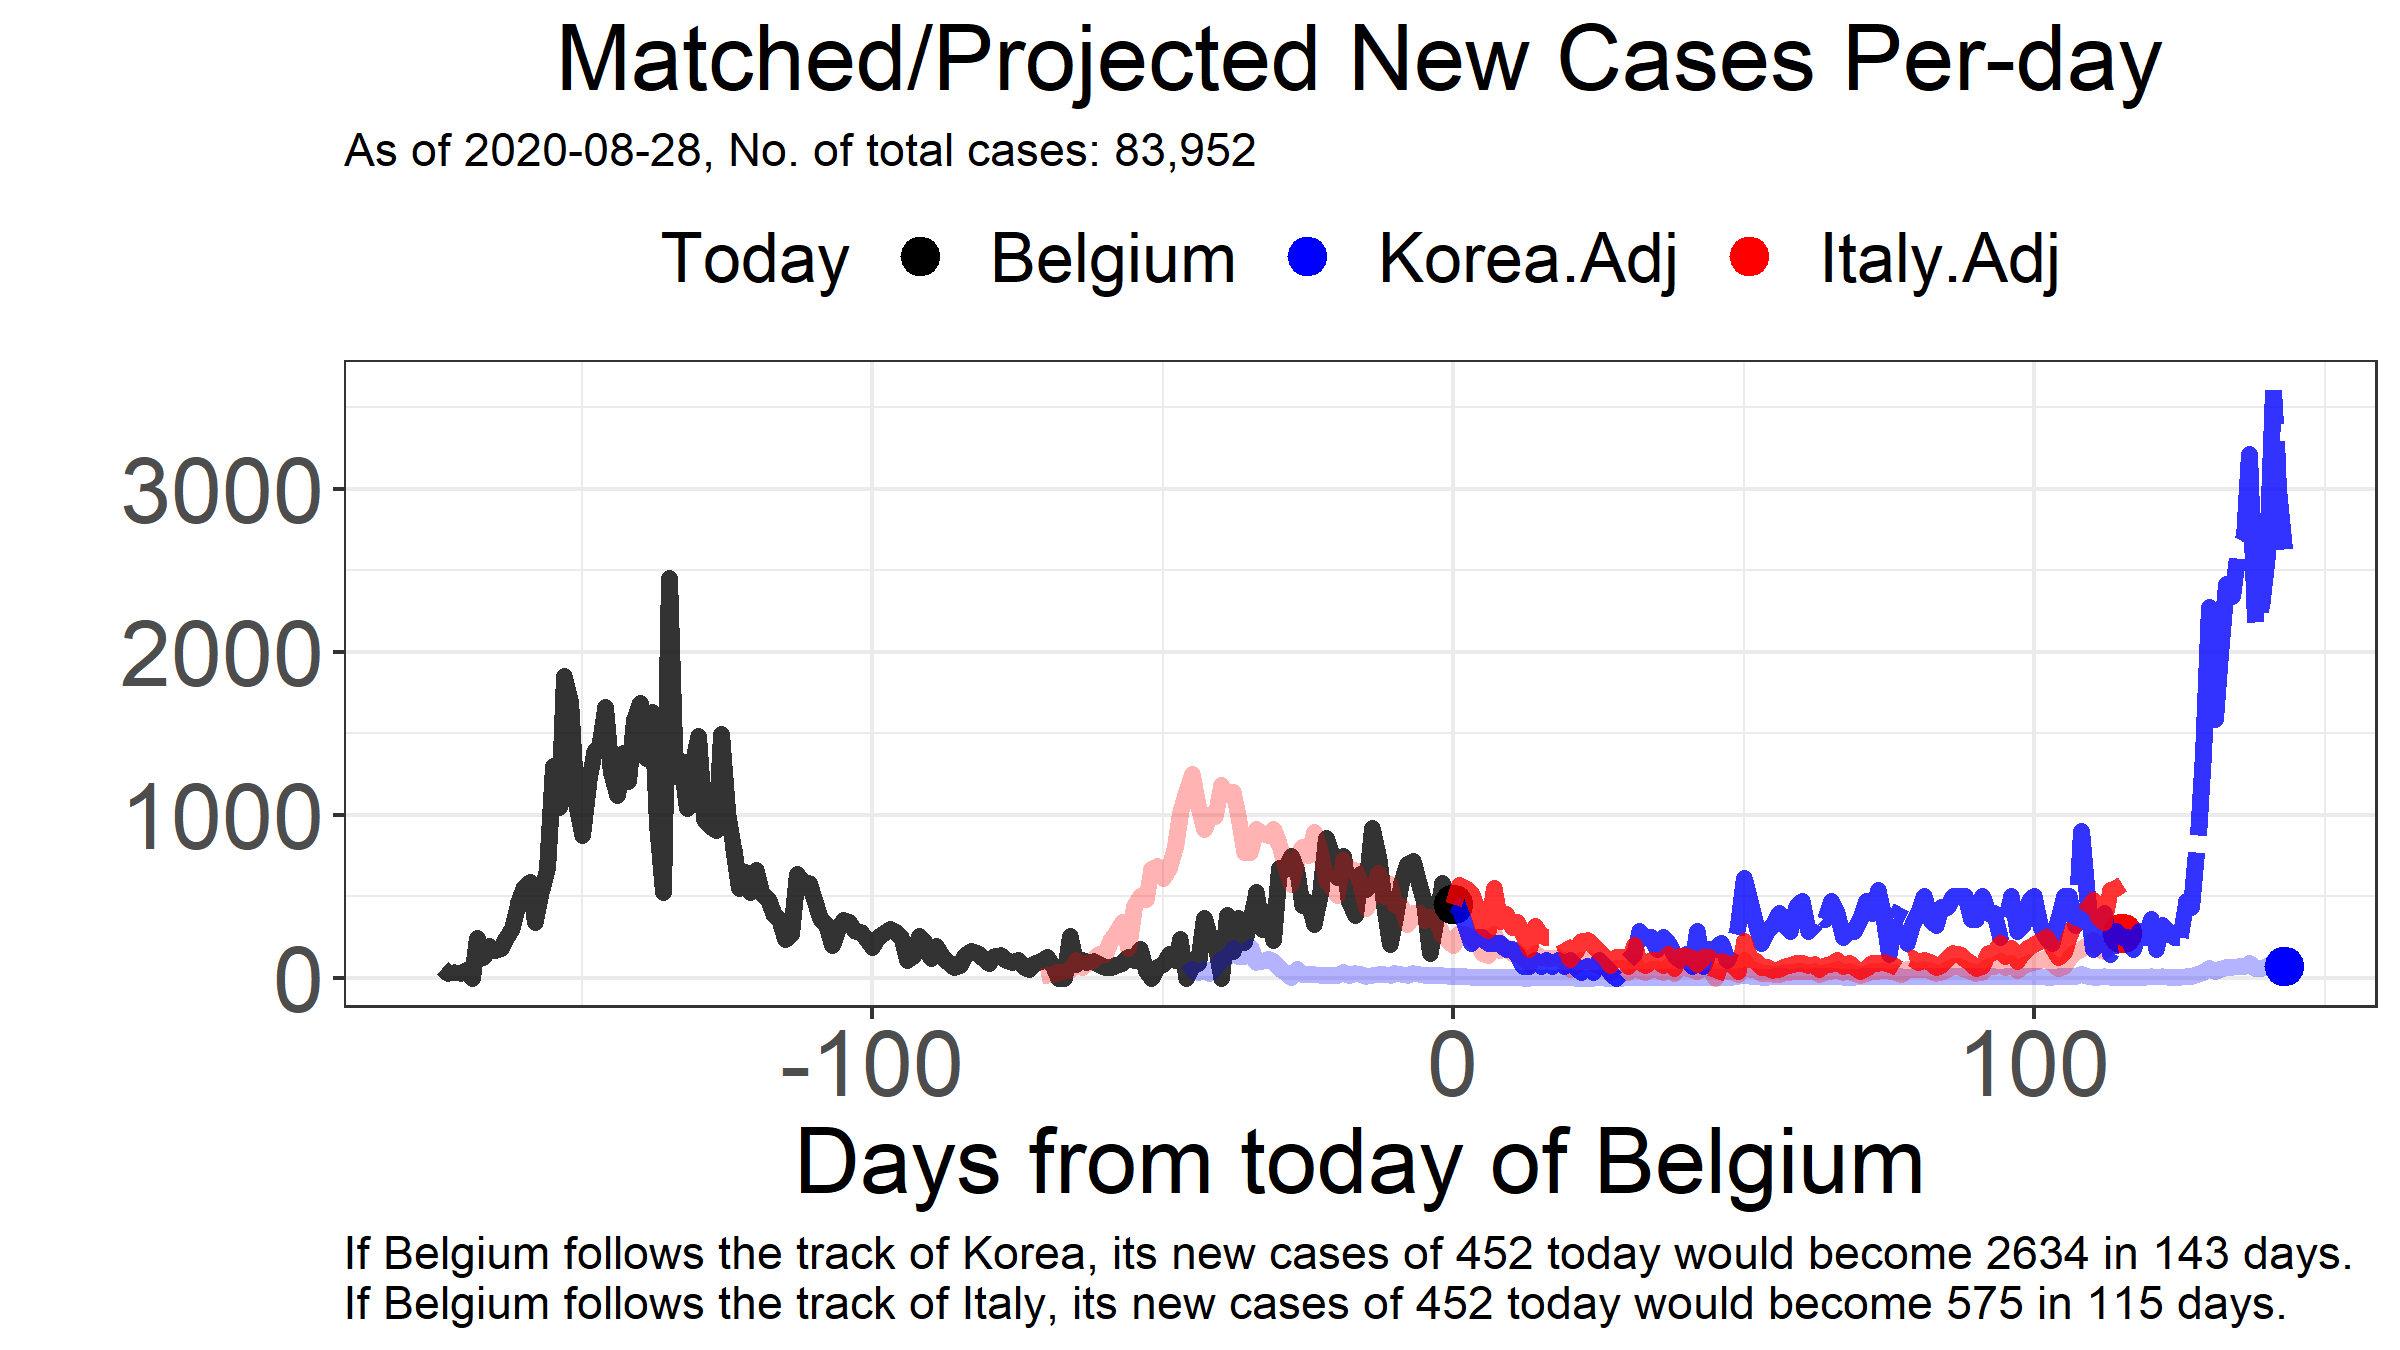 Matched/Projected New Cases Per-day
As of 2020-08-28, No. of total cases: 83,952
Today Belgium Korea.Adj Italy.Adj
3000
2000
1000
0
-100 0 100
Days from today of Belgium
If Belgium follows the track of Korea, its new cases of 452 today would become 2634 in 143 days.
If Belgium follows the track of Italy, its new cases of 452 today would become 575 in 115 days.